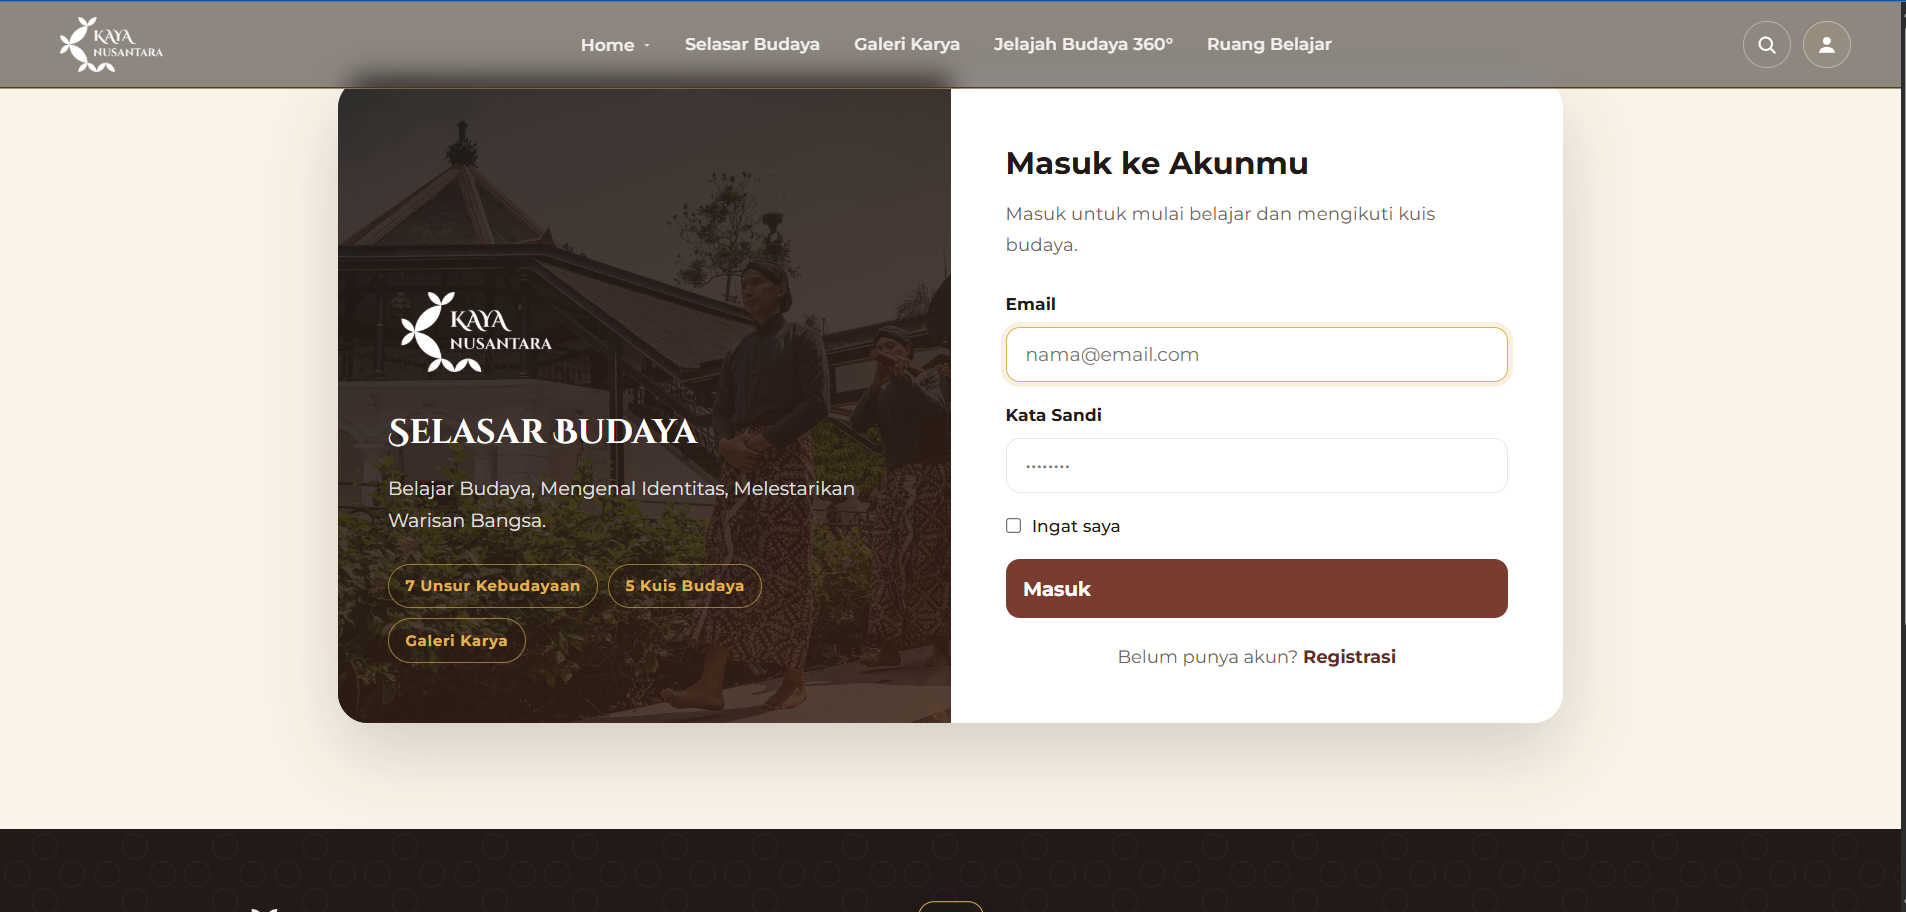 KAYA
NUSANTARA
Home
Selasar Budaya
Galeri Karya
Jelajah Budaya 360°
Ruang Belajar
KAYA
NUSANTARA
Selasar Budaya
Belajar Budaya, Mengenal Identitas, Melestarikan
Warisan Bangsa.
7 Unsur Kebudayaan
5 Kuis Budaya
Galeri Karya
Masuk ke Akunmu
Masuk untuk mulai belajar dan mengikuti kuis
budaya.
Email
nama@email.com
Kata Sandi
Ingat saya
Masuk
Belum punya akun? Registrasi